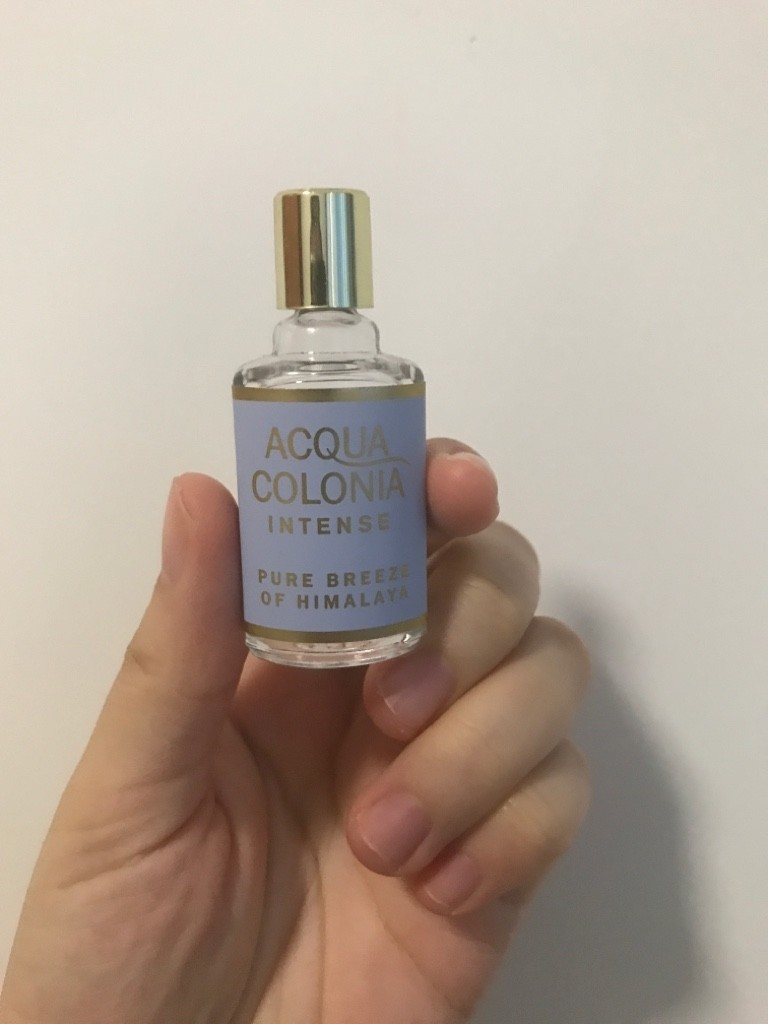 ACQUA
COLONIA
INTENSE
PURE BREEZE
OF HIMALAYA